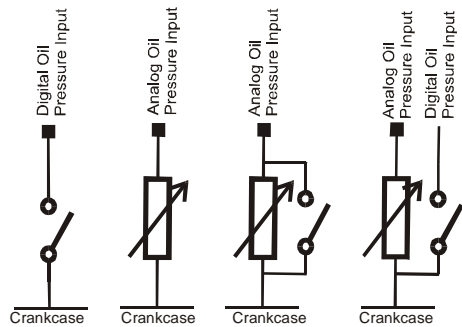 Digital Oil
Pressure Input
Analog Oil
Pressure Input
Analog Oil
Pressure Input
Analog Oil
Pressure Input
Digital Oil
Pressure Input
Crankcase
Crankcase
Crankcase
Crankcase